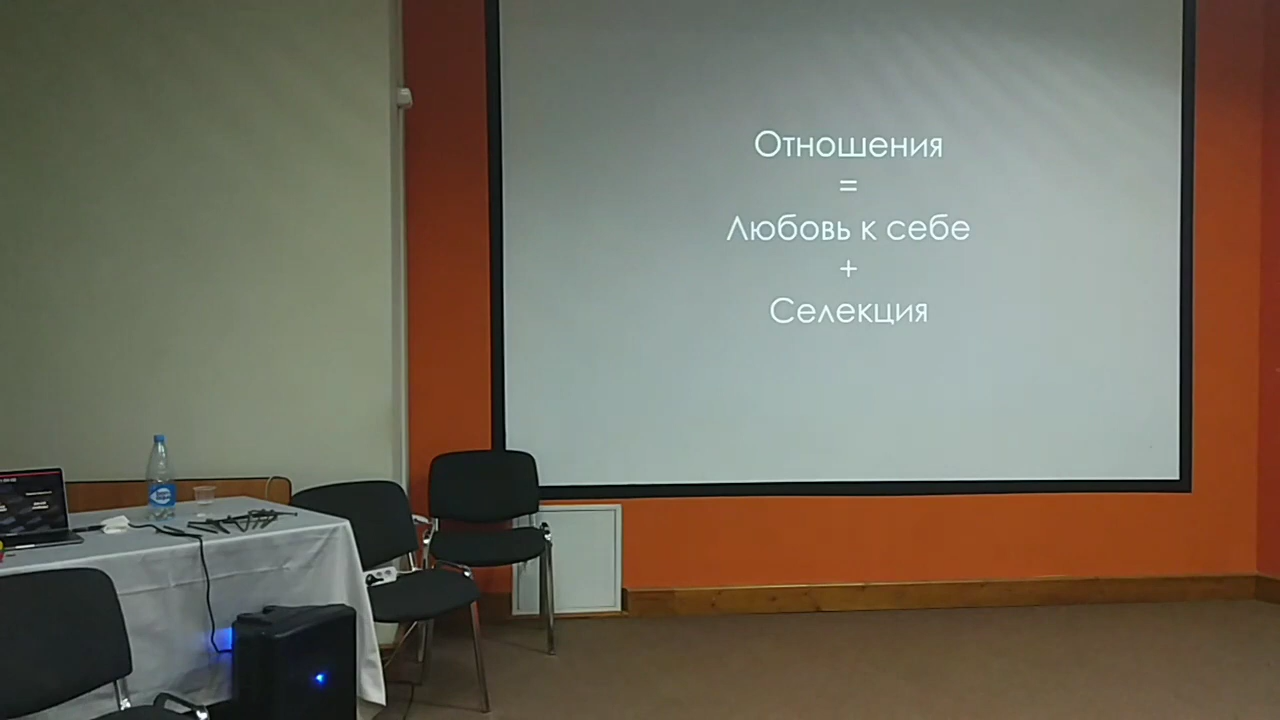 Отношения
=
Любовь к себе
+
Селекция